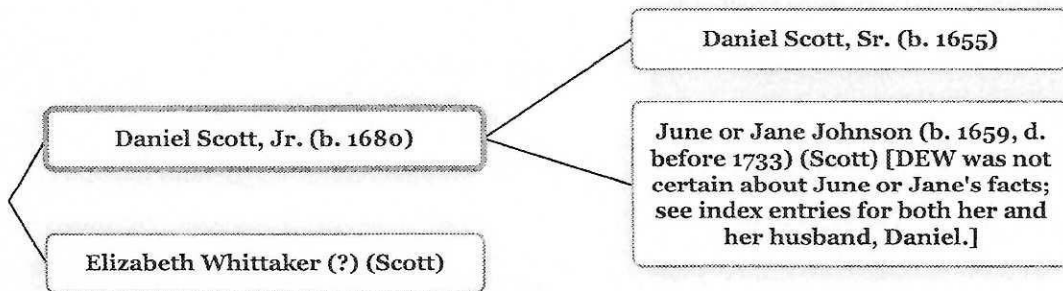 Daniel Scott, Sr. (b. 1655)
Daniel Scott, Jr. (b. 1680)
June or Jane Johnson (b. 1659, d.
before 1733) (Scott) [DEW was not
certain about June or Jane's facts;
see index entries for both her and
her husband, Daniel.]
Elizabeth Whittaker (?) (Scott)